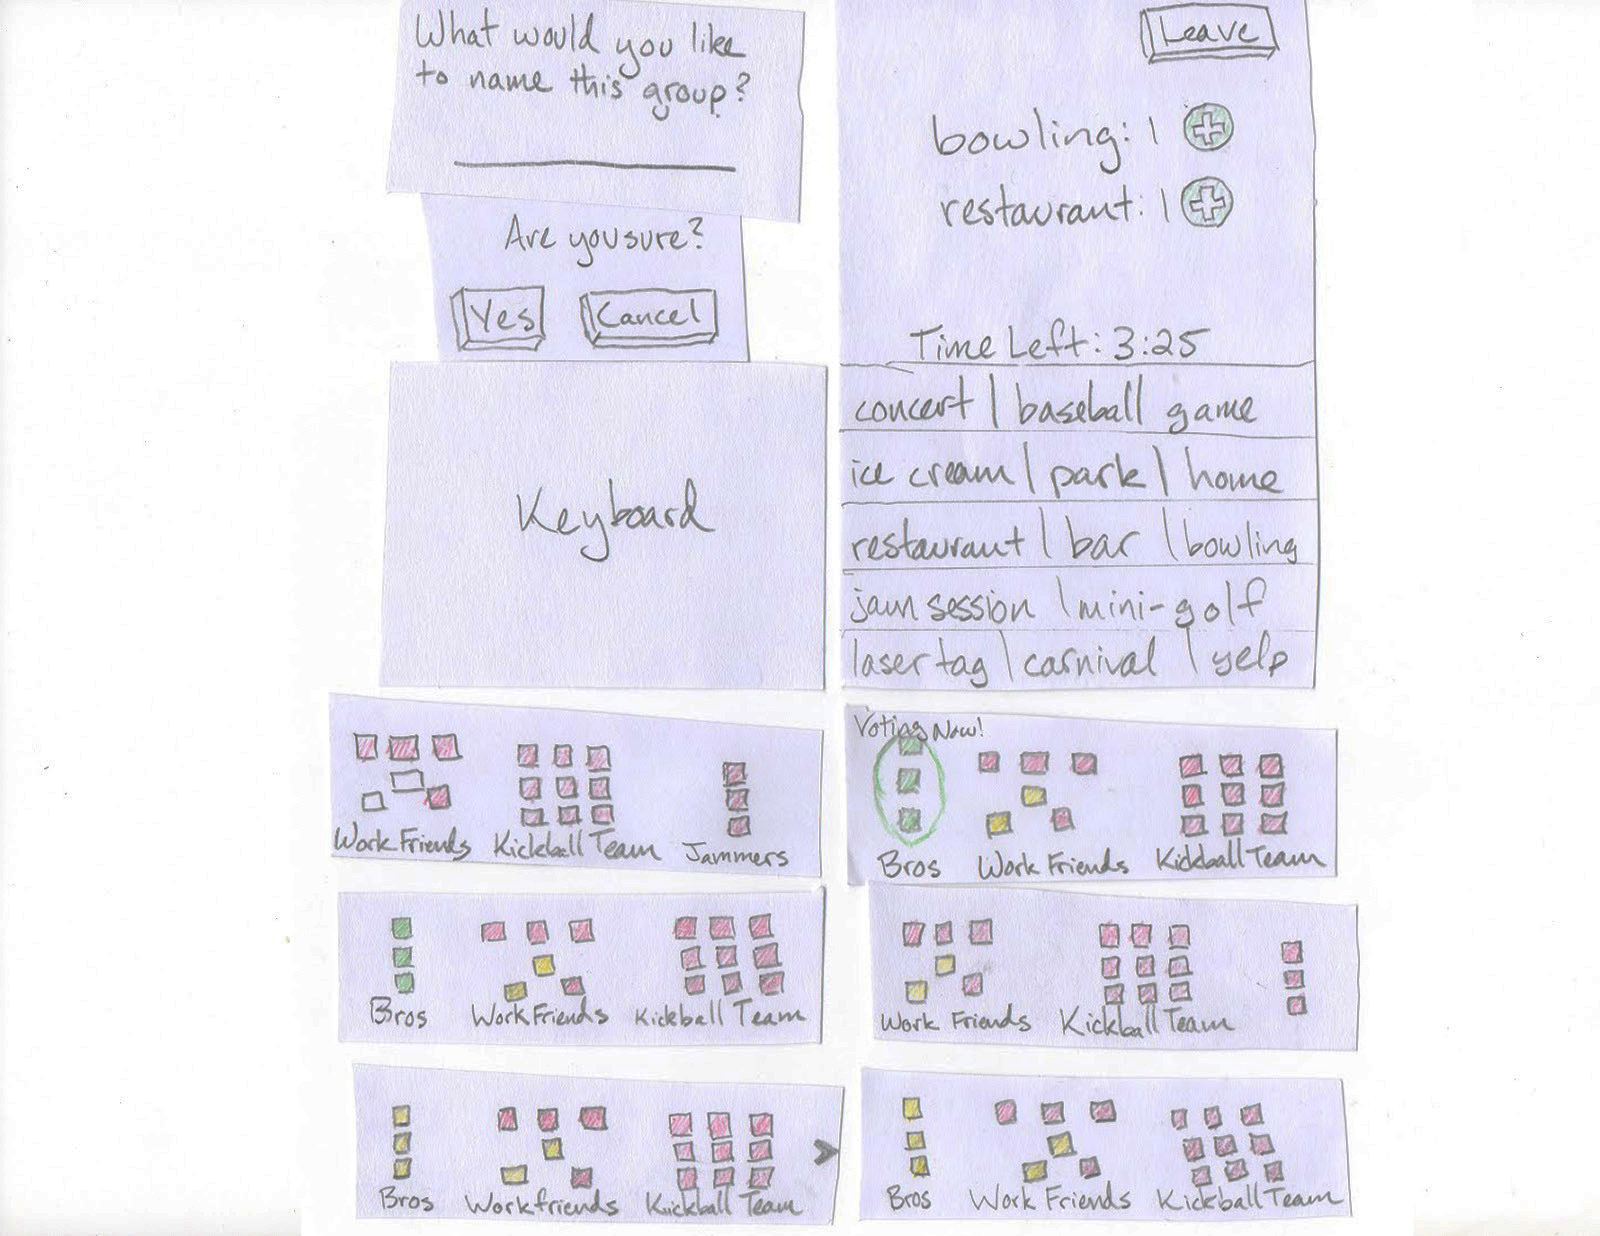 What would you like
to name this group?
Are you sure?
Yes Cancel
Keyboard
Leave
bowling: 1
restaurant: 1
Time Left: 3:25
concert | baseball game
ice cream | park | home
restaurant | bar | bowling
jam session | mini-golf
laser tag | carnival | yelp
Work Friends Kickball Team Jammers
Voting Now!
Bros Work Friends Kickball Team
Bros Work Friends Kickball Team
Work Friends Kickball Team
Bros Work friends Kickball Team >
Bros Work Friends Kickball Team